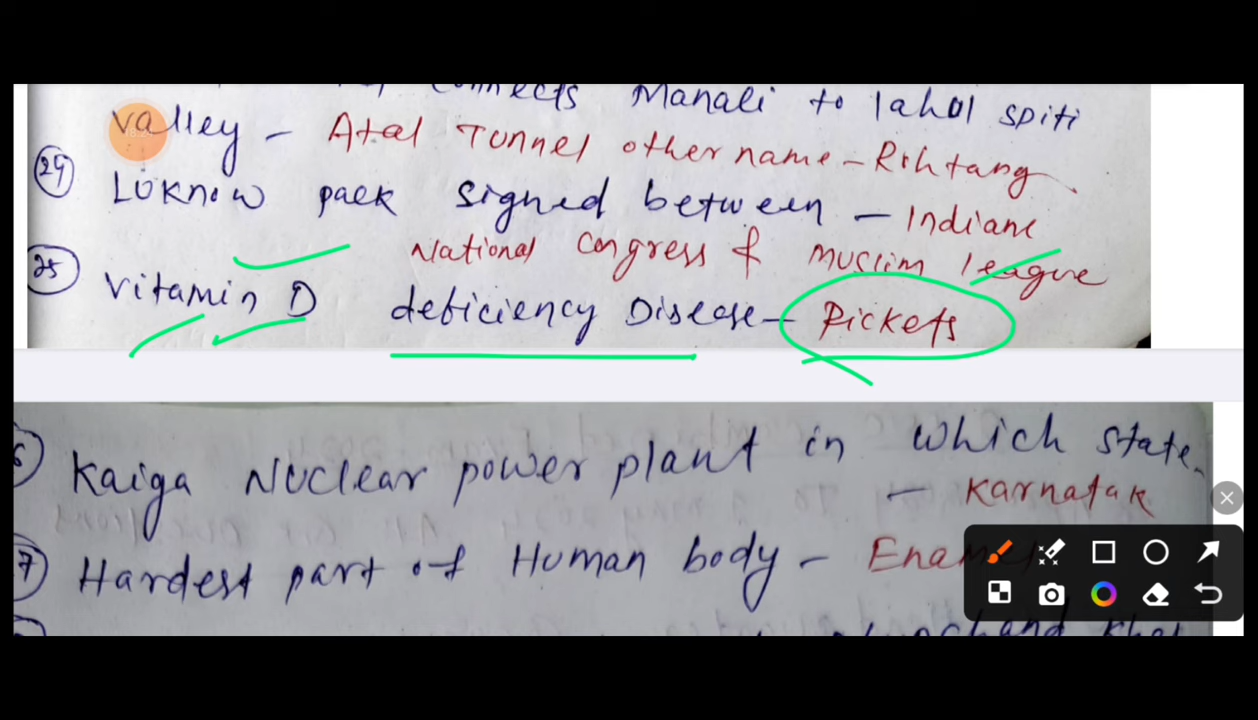 connects Manali to lahol spiti
valley - Atal Tunnel other name - Rohtang
24 Luknow pack signed between - Indiane
National Congress & Muslim league
25 Vitamin D deficiency Disease - Rickets
Kaiga Nuclear power plant in which state
- Karnatak
7 Hardest part of Human body -